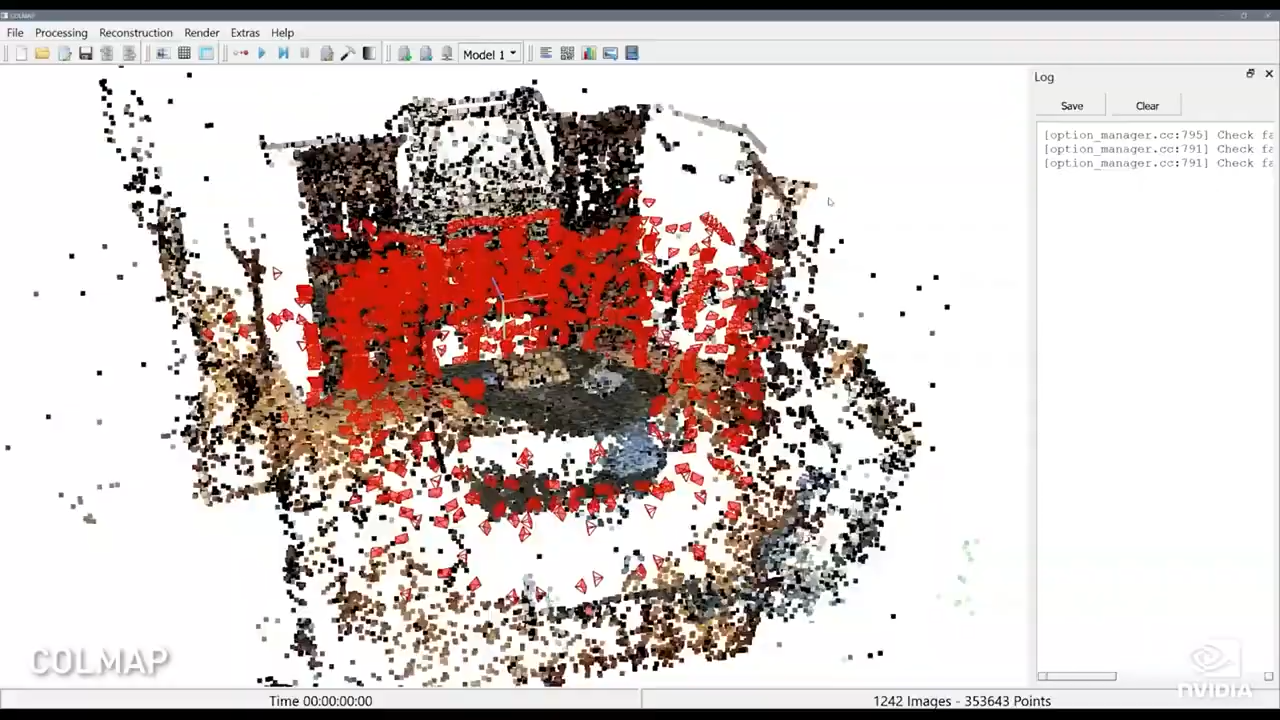 COLMAP
File Processing Reconstruction Render Extras Help
Model 1
Log
Save Clear
[option_manager.cc:795] Check fa
[option_manager.cc:791] Check fa
[option_manager.cc:791] Check fa
COLMAP
NVIDIA
Time 00:00:00:00
1242 Images - 353643 Points